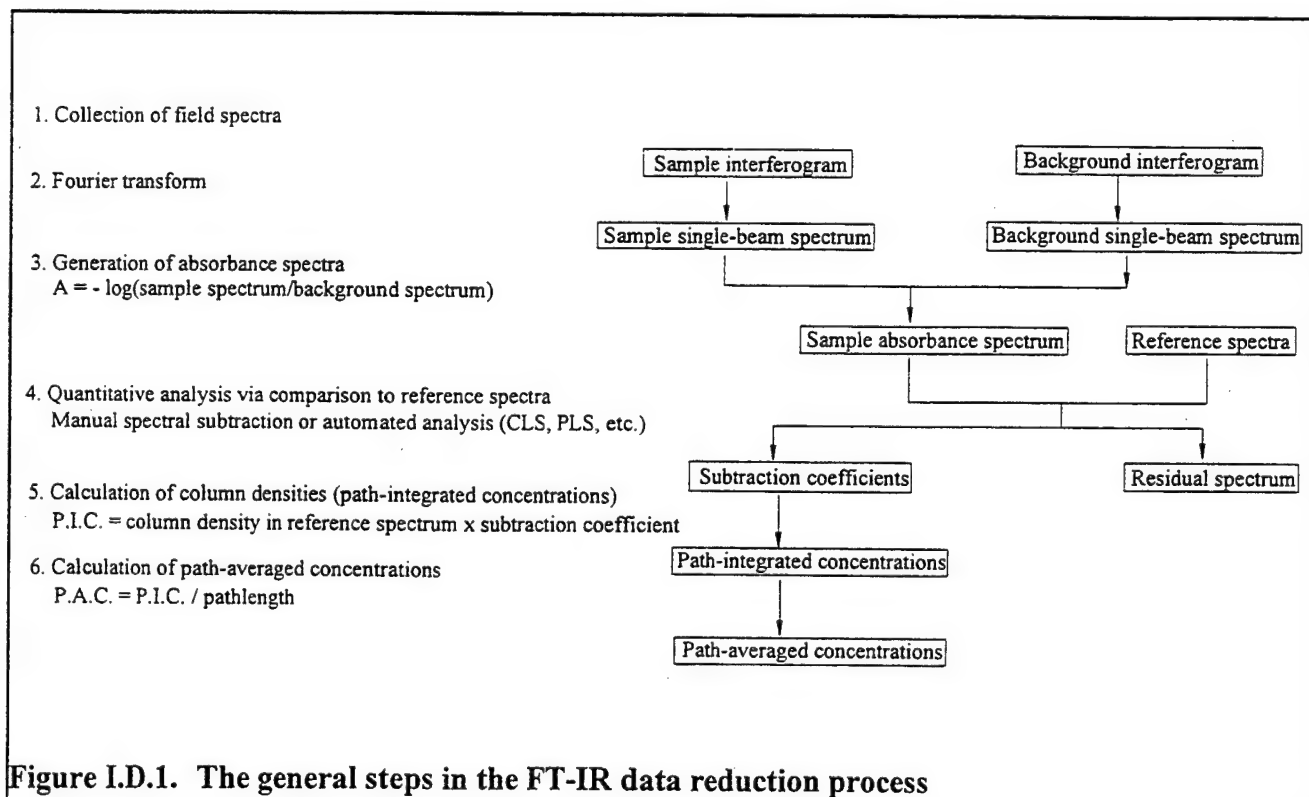 1. Collection of field spectra
2. Fourier transform
3. Generation of absorbance spectra
A = - log(sample spectrum/background spectrum)
4. Quantitative analysis via comparison to reference spectra
Manual spectral subtraction or automated analysis (CLS, PLS, etc.)
5. Calculation of column densities (path-integrated concentrations)
P.I.C. = column density in reference spectrum x subtraction coefficient
6. Calculation of path-averaged concentrations
P.A.C. = P.I.C. / pathlength
Sample interferogram
Background interferogram
Sample single-beam spectrum
Background single-beam spectrum
Sample absorbance spectrum
Reference spectra
Subtraction coefficients
Residual spectrum
Path-integrated concentrations
Path-averaged concentrations
Figure I.D.1. The general steps in the FT-IR data reduction process